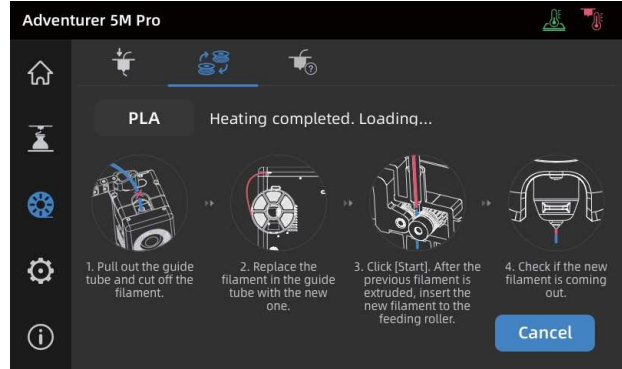 Adventurer 5M Pro
PLA
Heating completed. Loading...
1. Pull out the guide
tube and cut off the
filament.
2. Replace the
filament in the guide
tube with the new
one.
3. Click [Start]. After the
previous filament is
extruded, insert the
new filament to the
feeding roller.
4. Check if the new
filament is coming
out.
Cancel